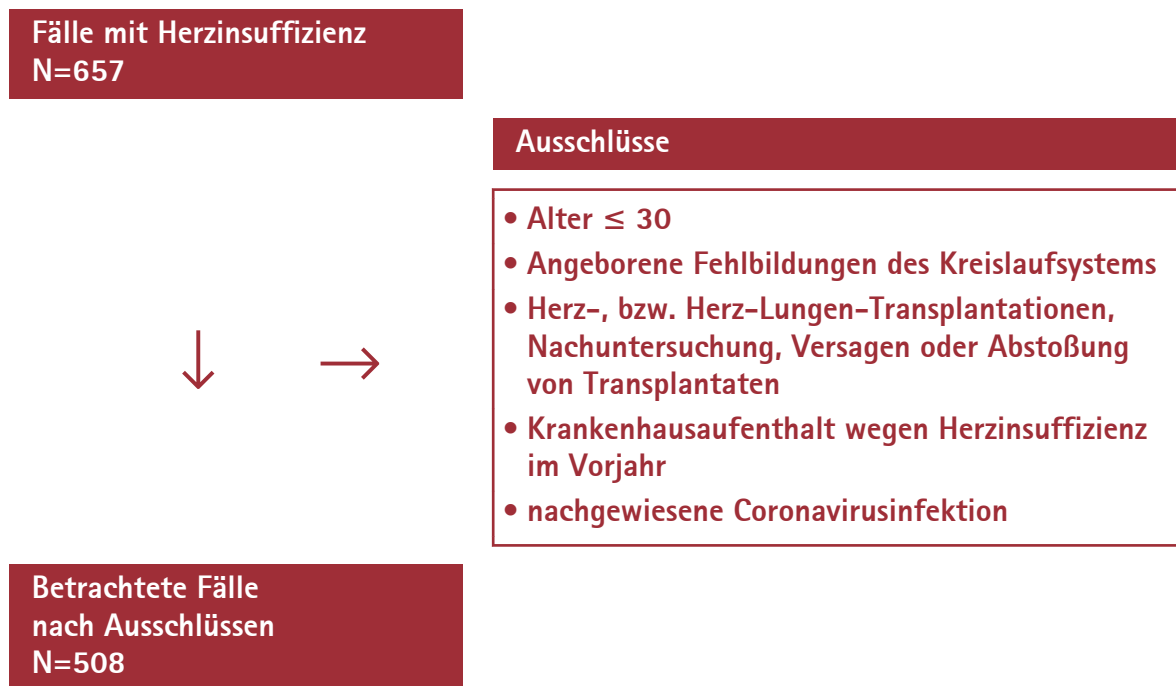 Fälle mit Herzinsuffizienz
N=657
Ausschlüsse
• Alter ≤ 30
• Angeborene Fehlbildungen des Kreislaufsystems
• Herz-, bzw. Herz-Lungen-Transplantationen,
Nachuntersuchung, Versagen oder Abstoßung
von Transplantaten
• Krankenhausaufenthalt wegen Herzinsuffizienz
im Vorjahr
• nachgewiesene Coronavirusinfektion
Betrachtete Fälle
nach Ausschlüssen
N=508